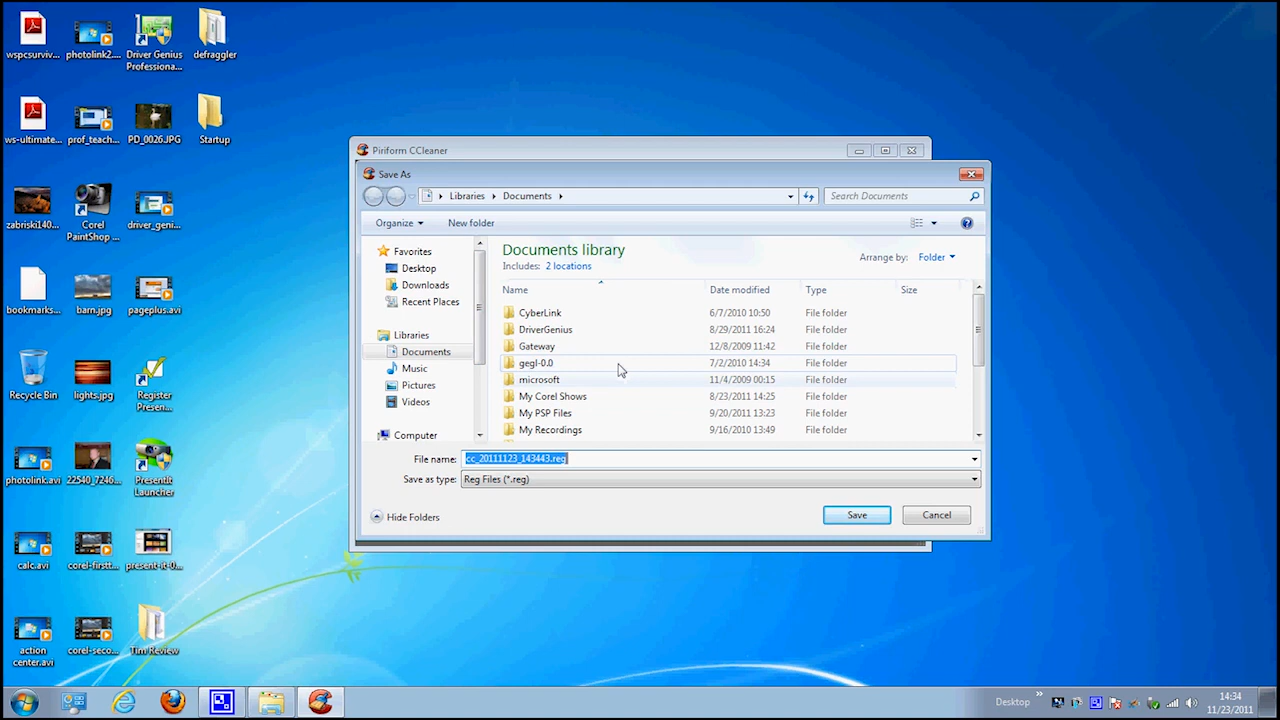 wspcsurviv...
photolink2....
Driver Genius
Professiona...
defraggler
ws-ultimate...
prof_teach...
PD_0026.JPG
Startup
zabriski140...
Corel
PaintShop ...
driver_geni...
bookmarks...
barn.jpg
pageplus.avi
Recycle Bin
lights.jpg
Register
Presen...
photolink.avi
22540_7246...
PresentIt
Launcher
calc.avi
corel-firstt...
present-it-0...
action
center.avi
corel-seco...
Tim Review
Piriform CCleaner
Save As
Libraries
Documents
Search Documents
Organize
New folder
Favorites
Desktop
Downloads
Recent Places
Libraries
Documents
Music
Pictures
Videos
Computer
Documents library
Includes: 2 locations
Arrange by: Folder
Name Date modified Type Size
CyberLink 6/7/2010 10:50 File folder
DriverGenius 8/29/2011 16:24 File folder
Gateway 12/8/2009 11:42 File folder
gegl-0.0 7/2/2010 14:34 File folder
microsoft 11/4/2009 00:15 File folder
My Corel Shows 8/23/2011 14:25 File folder
My PSP Files 9/20/2011 13:23 File folder
My Recordings 9/16/2010 13:49 File folder
File name: cc_20111123_143443.reg
Save as type: Reg Files (*.reg)
Hide Folders
Save
Cancel
Desktop
14:34
11/23/2011